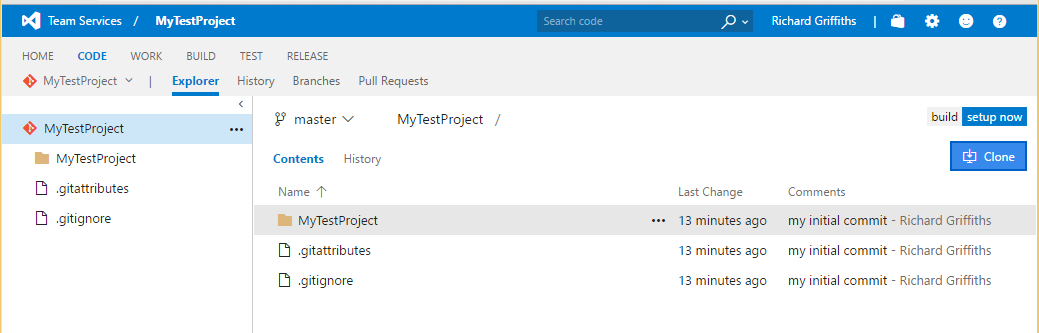 Team Services / MyTestProject Search code Richard Griffiths
HOME CODE WORK BUILD TEST RELEASE
MyTestProject | Explorer History Branches Pull Requests
MyTestProject ...
MyTestProject
.gitattributes
.gitignore
master MyTestProject / build setup now
Contents History Clone
Name Last Change Comments
MyTestProject ... 13 minutes ago my initial commit - Richard Griffiths
.gitattributes 13 minutes ago my initial commit - Richard Griffiths
.gitignore 13 minutes ago my initial commit - Richard Griffiths